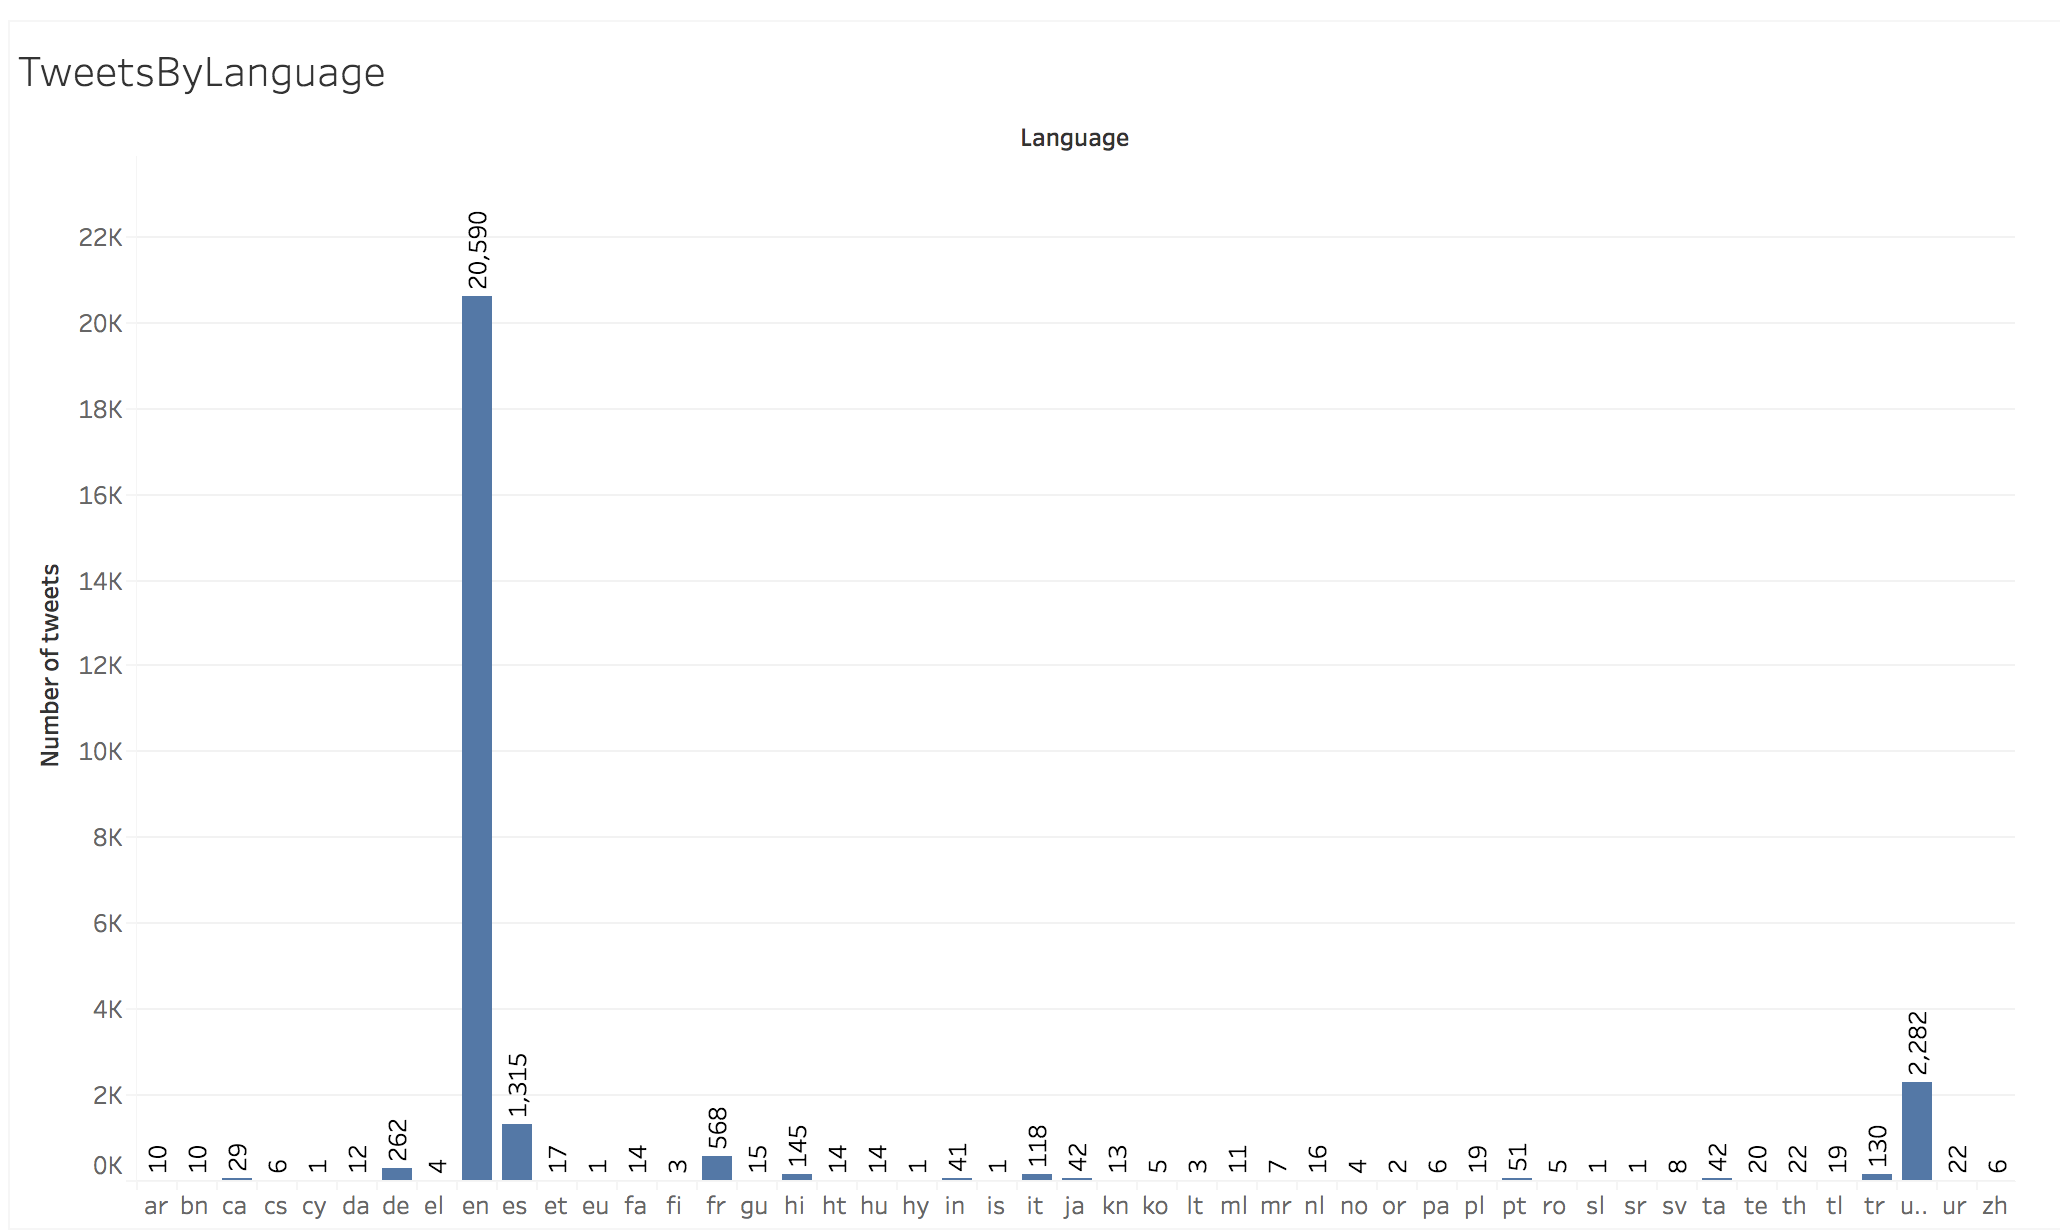 TweetsByLanguage
Language
Number of tweets
22K
20K
18K
16K
14K
12K
10K
8K
6K
4K
2K
0K
10 10 29 6 1 12 262 4 20,590 1,315 17 1 14 3 568 15 145 14 14 1 41 1 118 42 13 5 3 11 7 16 4 2 6 19 51 5 1 1 8 42 20 22 19 130 2,282 22 6
ar bn ca cs cy da de el en es et eu fa fi fr gu hi ht hu hy in is it ja kn ko lt ml mr nl no or pa pl pt ro sl sr sv ta te th tl tr u.. ur zh